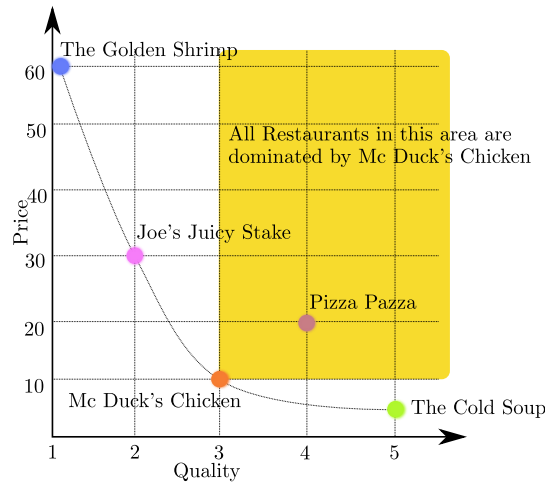 The Golden Shrimp
60
50
All Restaurants in this area are
dominated by Mc Duck's Chicken
40
Price
Joe's Juicy Stake
30
Pizza Pazza
20
10
Mc Duck's Chicken
The Cold Soup
1 2 3 4 5
Quality